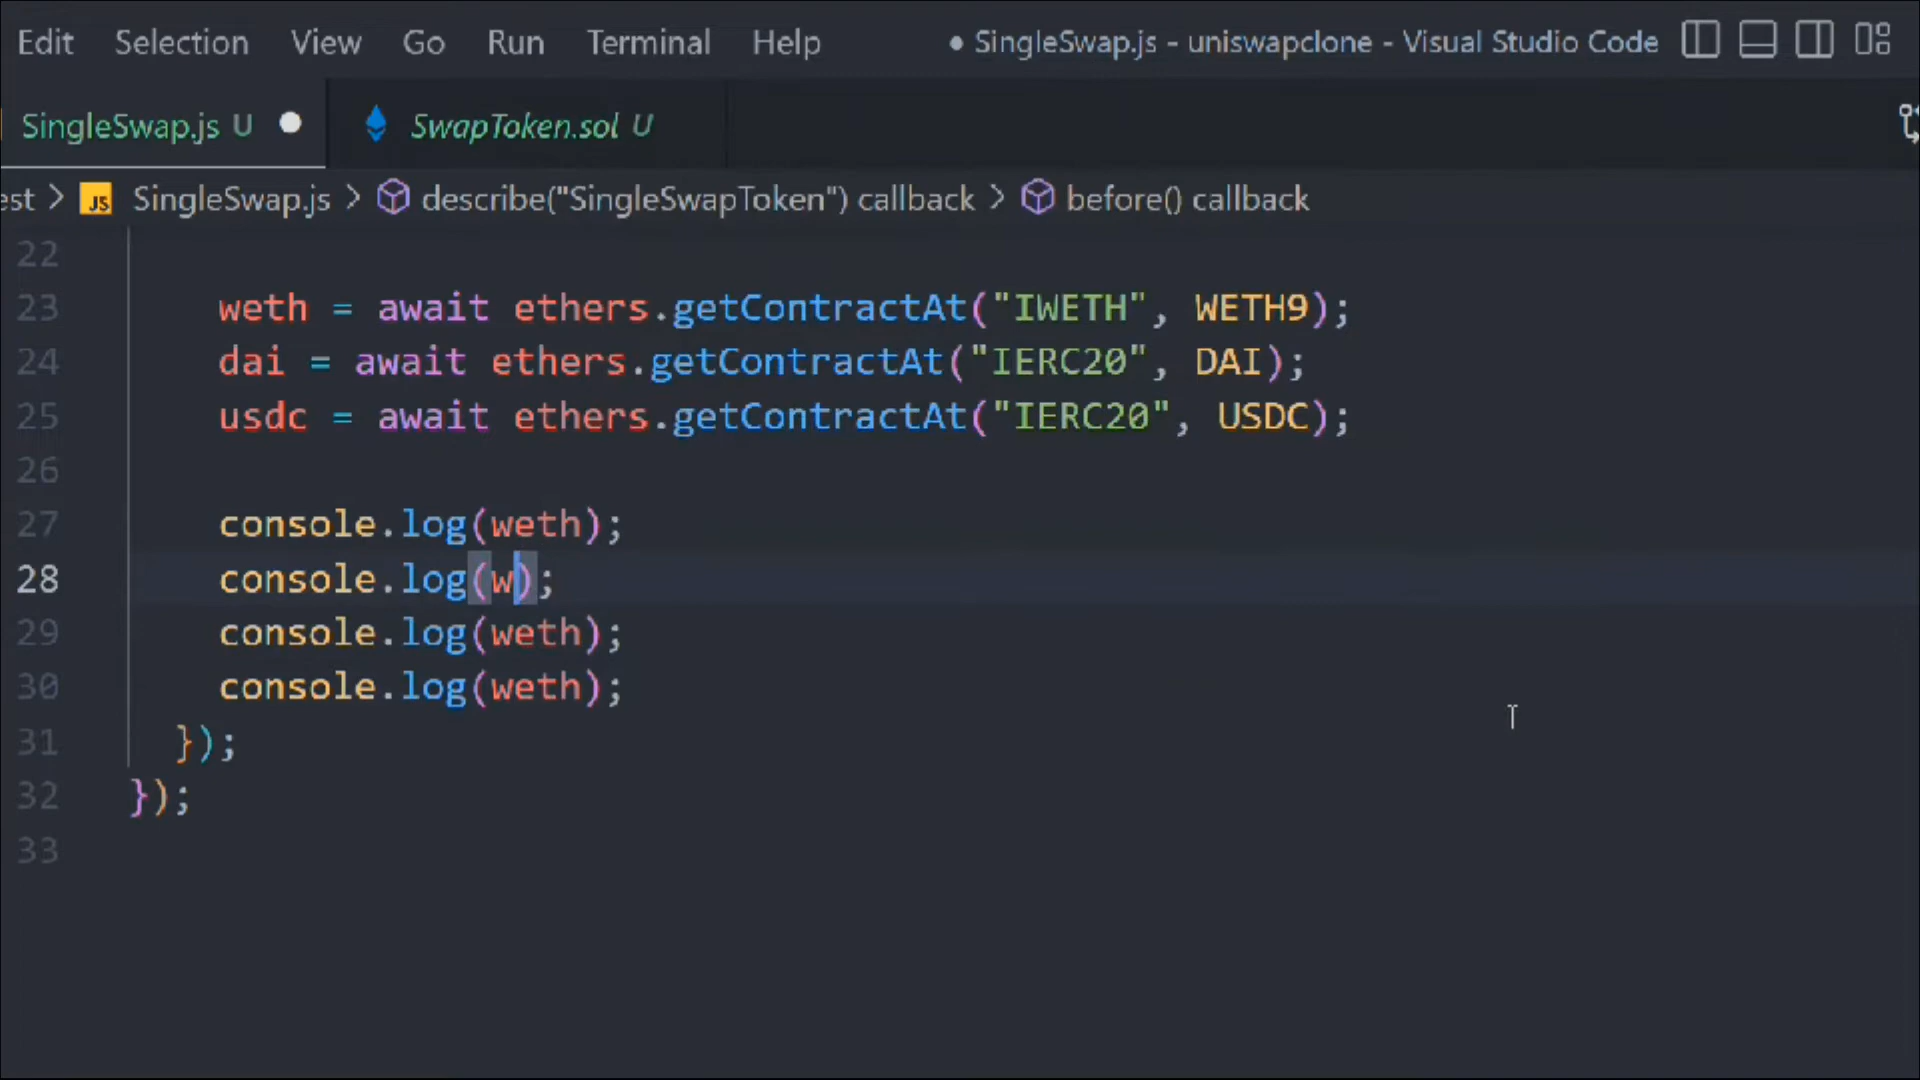 Edit Selection View Go Run Terminal Help ● SingleSwap.js - uniswapclone - Visual Studio Code
SingleSwap.js U ● SwapToken.sol U
est > JS SingleSwap.js > describe("SingleSwapToken") callback > before() callback
22
23 weth = await ethers.getContractAt("IWETH", WETH9);
24 dai = await ethers.getContractAt("IERC20", DAI);
25 usdc = await ethers.getContractAt("IERC20", USDC);
26
27 console.log(weth);
28 console.log(w);
29 console.log(weth);
30 console.log(weth);
31 });
32 });
33